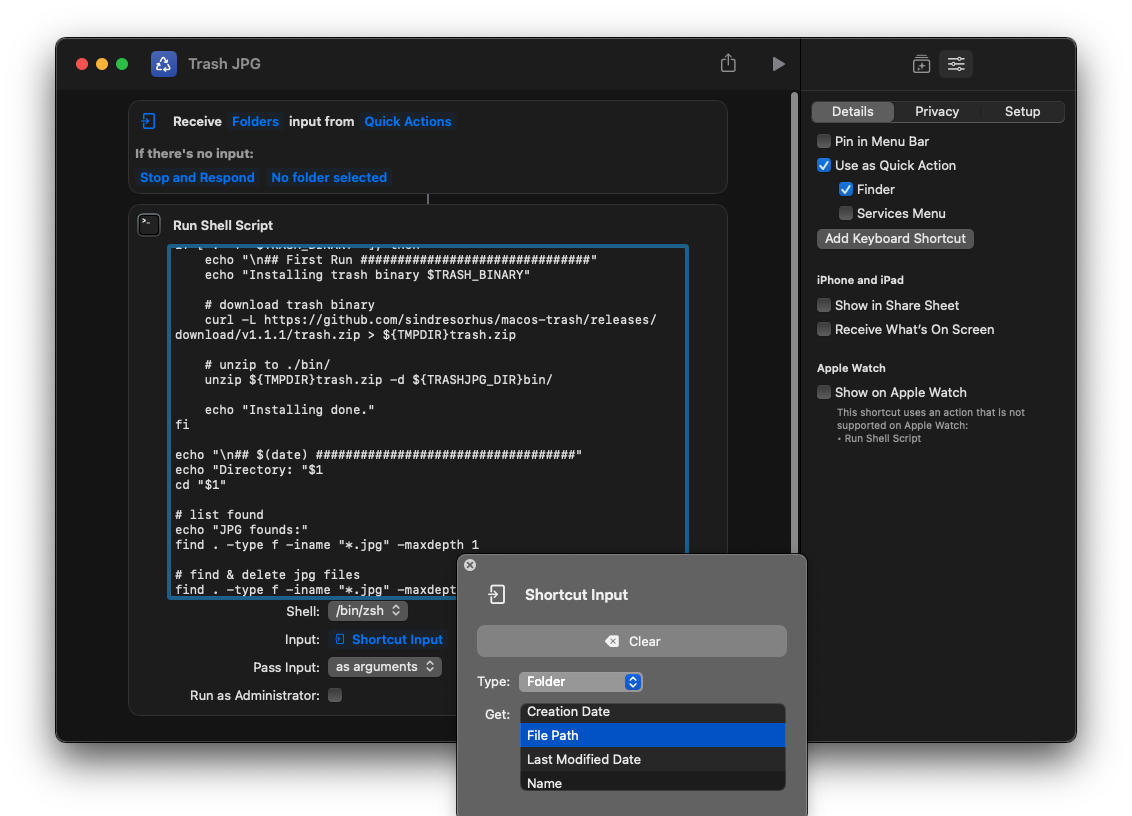 Trash JPG
Receive Folders input from Quick Actions
If there's no input:
Stop and Respond No folder selected
Run Shell Script
echo "\n## First Run ###############################"
echo "Installing trash binary $TRASH_BINARY"
# download trash binary
curl -L https://github.com/sindresorhus/macos-trash/releases/
download/v1.1.1/trash.zip > ${TMPDIR}trash.zip
# unzip to ./bin/
unzip ${TMPDIR}trash.zip -d ${TRASHJPG_DIR}bin/
echo "Installing done."
fi
echo "\n## $(date) ###################################"
echo "Directory: "$1
cd "$1"
# list found
echo "JPG founds:"
find . -type f -iname "*.jpg" -maxdepth 1
# find & delete jpg files
find . -type f -iname "*.jpg" -maxdept
Shell: /bin/zsh
Input: Shortcut Input
Pass Input: as arguments
Run as Administrator:
Shortcut Input
Clear
Type: Folder
Get: Creation Date
File Path
Last Modified Date
Name
Details Privacy Setup
Pin in Menu Bar
Use as Quick Action
Finder
Services Menu
Add Keyboard Shortcut
iPhone and iPad
Show in Share Sheet
Receive What's On Screen
Apple Watch
Show on Apple Watch
This shortcut uses an action that is not
supported on Apple Watch:
• Run Shell Script